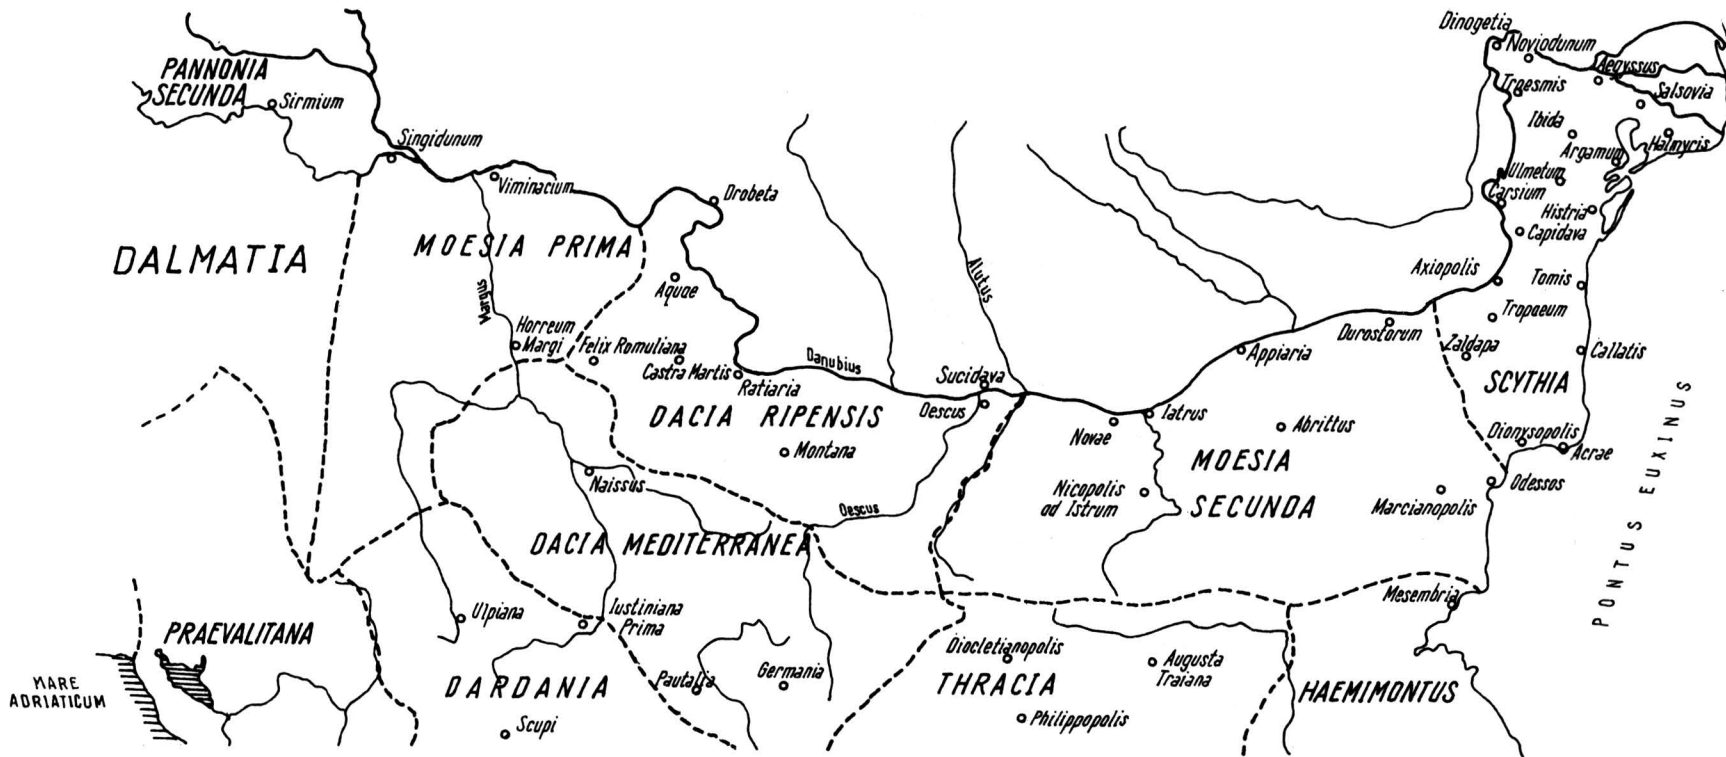 Dinogetia
Noviodunum
PANNONIA
SECUNDA
Aegyssus
Troesmis
Salsovia
Sirmium
Ibida
Singidunum
Halmyris
Argamum
Ulmetum
Viminacium
Drobeta
Carsium
Histria
Capidava
MOESIA PRIMA
DALMATIA
Alutus
Axiopolis
Tomis
Aquae
Margus
Tropaeum
Horreum
Margi
Felix Romuliana
Durostorum
Zaldapa
Callatis
Appiaria
Danubius
Castra Martis
Ratiaria
Sucidava
SCYTHIA
DACIA RIPENSIS
Oescus
Iatrus
Novae
Abrittus
Dionysopolis
Acrae
Montana
MOESIA
SECUNDA
Naissus
Nicopolis
ad Istrum
Marcianopolis
Odessos
Oescus
PONTUS EUXINUS
DACIA MEDITERRANEA
Mesembria
Ulpiana
Iustiniana
Prima
PRAEVALITANA
Diocletianopolis
Augusta
Traiana
Pautalia
Germania
MARE
ADRIATICUM
DARDANIA
THRACIA
HAEMIMONTUS
Scupi
Philippopolis